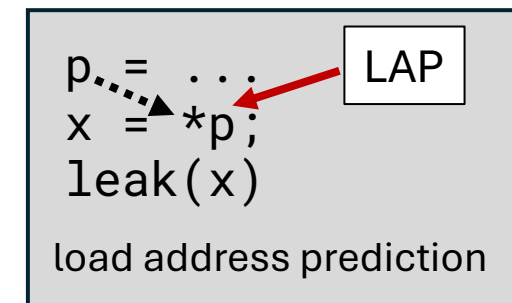 p = ...
LAP
x = *p;
leak(x)
load address prediction